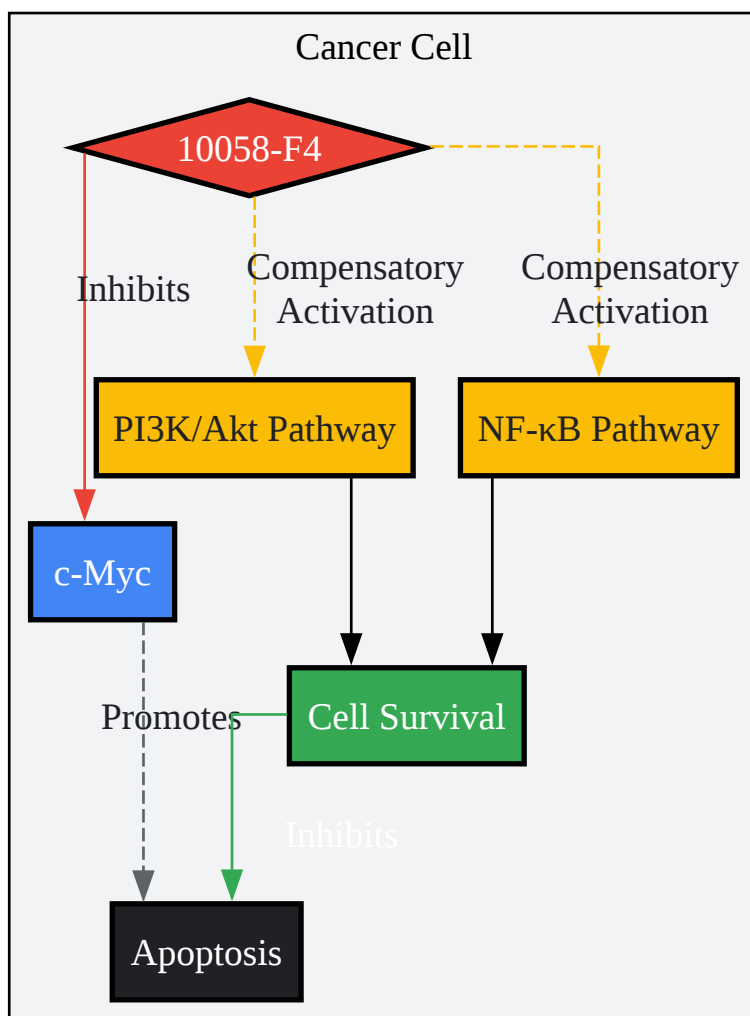 Cancer Cell
10058-F4
Inhibits
Compensatory
Activation
Compensatory
Activation
PI3K/Akt Pathway
NF-κB Pathway
c-Myc
Promotes
Cell Survival
Inhibits
Apoptosis